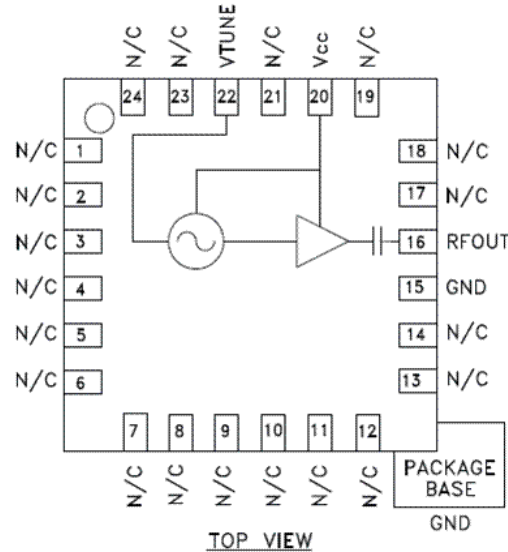 N/C N/C VTUNE N/C Vcc N/C
24 23 22 21 20 19
N/C 1 18 N/C
N/C 2 17 N/C
N/C 3 16 RFOUT
N/C 4 15 GND
N/C 5 14 N/C
N/C 6 13 N/C
7 8 9 10 11 12
N/C N/C N/C N/C N/C N/C
PACKAGE
BASE
GND
TOP VIEW